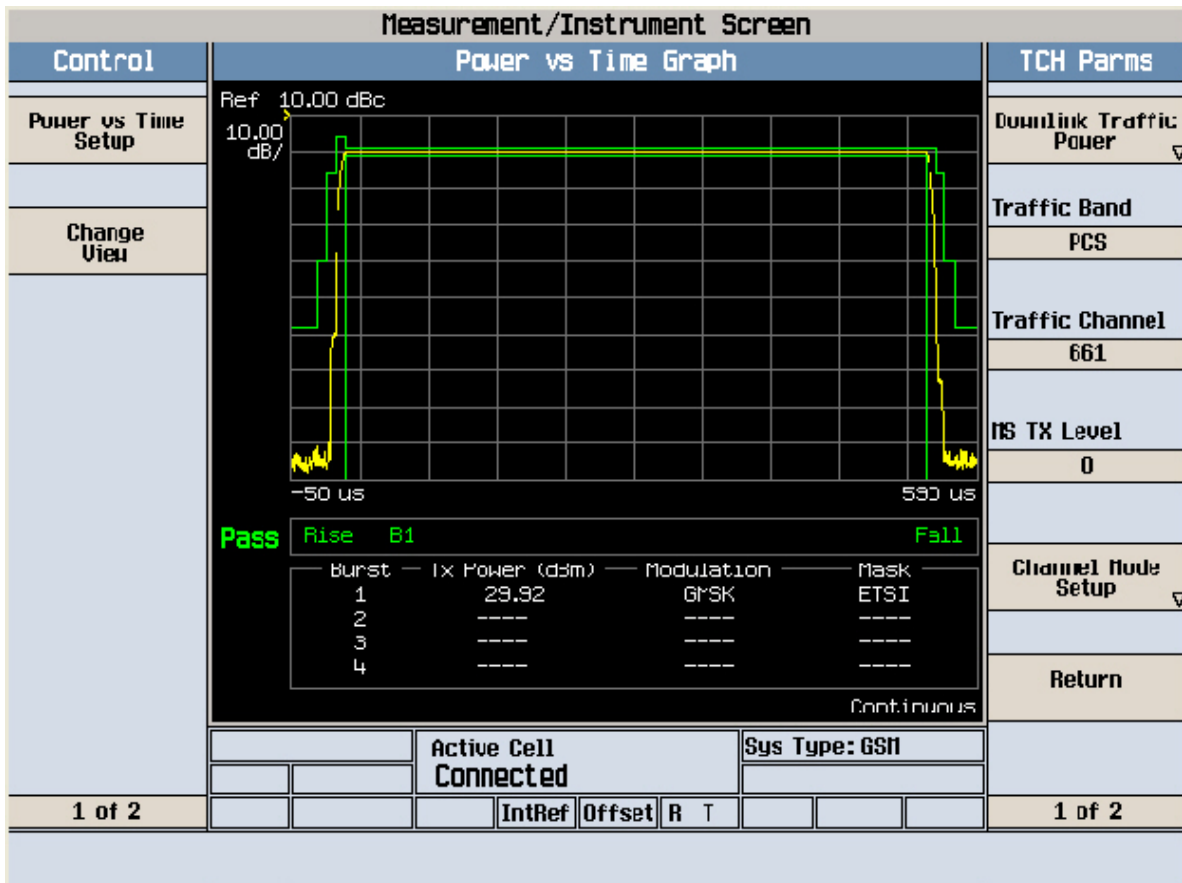 Measurement/Instrument Screen
Control
Power vs Time Graph
TCH Parms
Power vs Time
Setup
Change
View
1 of 2
Ref 10.00 dBc
10.00
dB/
-50 us
590 us
Pass
Rise B1 Fall
Burst Tx Power (dBm) Modulation Mask
1 29.92 GMSK ETSI
2 ---- ---- ----
3 ---- ---- ----
4 ---- ---- ----
Continuous
Active Cell
Connected
Sys Type: GSM
IntRef Offset R T
Downlink Traffic
Power
Traffic Band
PCS
Traffic Channel
661
MS TX Level
0
Channel Mode
Setup
Return
1 of 2